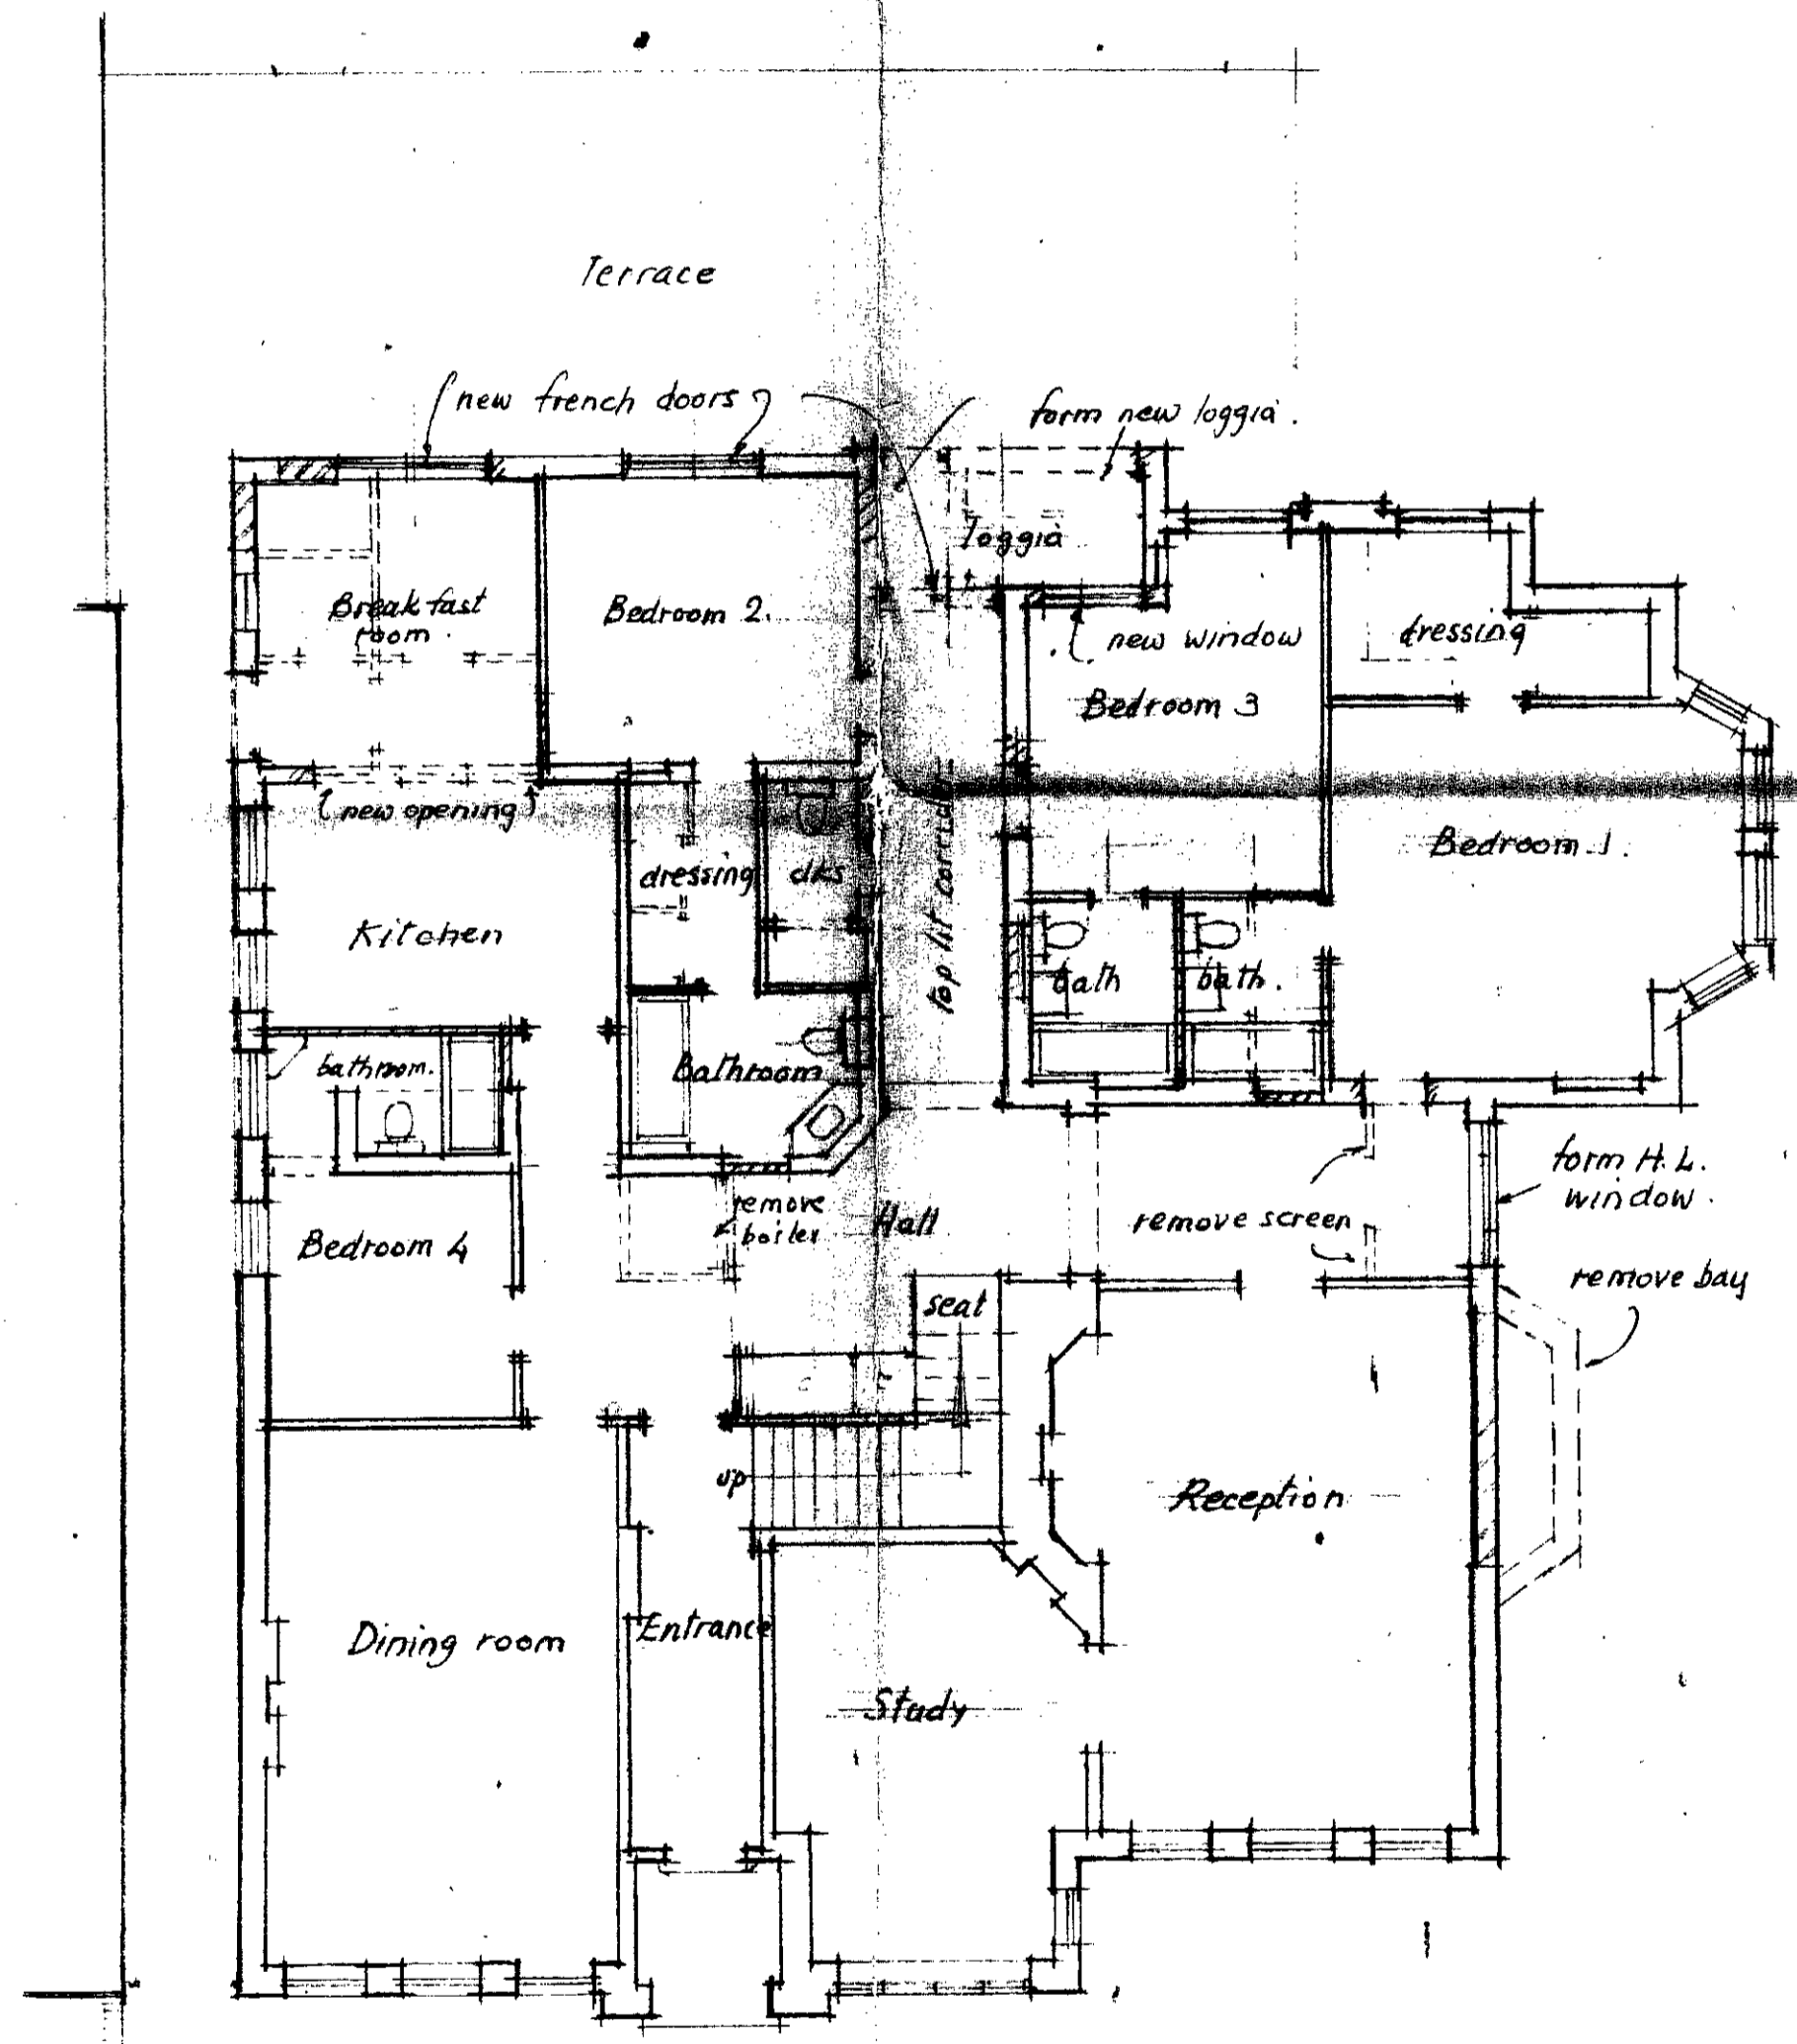 Terrace
new french doors
form new loggia.
loggia
Breakfast
room.
Bedroom 2.
new window
dressing
Bedroom 3
(new opening)
dressing
dks
top lit corridor
Bedroom 1.
Kitchen
bath
bath.
bathroom.
Bathroom
remove
boiler
Hall
remove screen
form H.L.
window.
Bedroom 4
remove bay
seat
up
Reception
Dining room
Entrance
Study